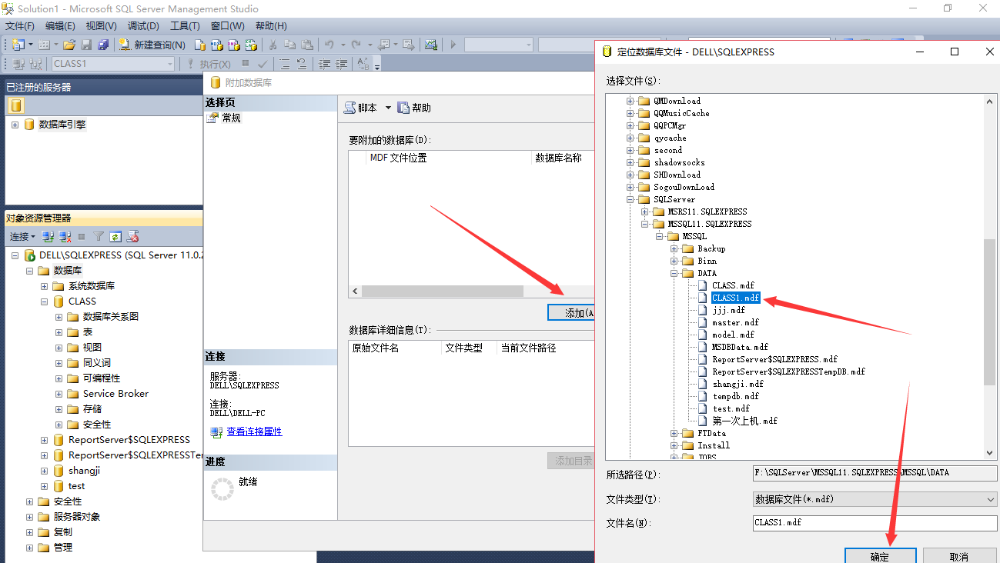 Solution1 - Microsoft SQL Server Management Studio
文件(F) 编辑(E) 视图(V) 调试(D) 工具(T) 窗口(W) 帮助(H)
新建查询(N)
CLASS1 执行(X)
已注册的服务器
数据库引擎
对象资源管理器
连接
DELL\SQLEXPRESS (SQL Server 11.0.2
数据库
系统数据库
CLASS
数据库关系图
表
视图
同义词
可编程性
Service Broker
存储
安全性
ReportServer$SQLEXPRESS
ReportServer$SQLEXPRESSTer
shangji
test
安全性
服务器对象
复制
管理
附加数据库
选择页
常规
脚本 帮助
要附加的数据库(D):
MDF 文件位置 数据库名称
添加(A
数据库详细信息(T):
原始文件名 文件类型 当前文件路径
添加目录
连接
服务器:
DELL\SQLEXPRESS
连接:
DELL\DELL-PC
查看连接属性
进度
就绪
定位数据库文件 - DELL\SQLEXPRESS
选择文件(S):
QMDownload
QQMusicCache
QQPCMgr
qycache
second
shadowsocks
SHDownload
SogouDownLoad
SQLServer
MSRS11.SQLEXPRESS
MSSQL11.SQLEXPRESS
MSSQL
Backup
Binn
DATA
CLASS.mdf
CLASS1.mdf
jjj.mdf
master.mdf
model.mdf
MSDBData.mdf
ReportServer$SQLEXPRESS.mdf
ReportServer$SQLEXPRESSTempDB.mdf
shangji.mdf
tempdb.mdf
test.mdf
第一次上机.mdf
FTData
Install
JOBS
所选路径(P): F:\SQLServer\MSSQL11.SQLEXPRESS\MSSQL\DATA
文件类型(T): 数据库文件(*.mdf)
文件名(N): CLASS1.mdf
确定 取消